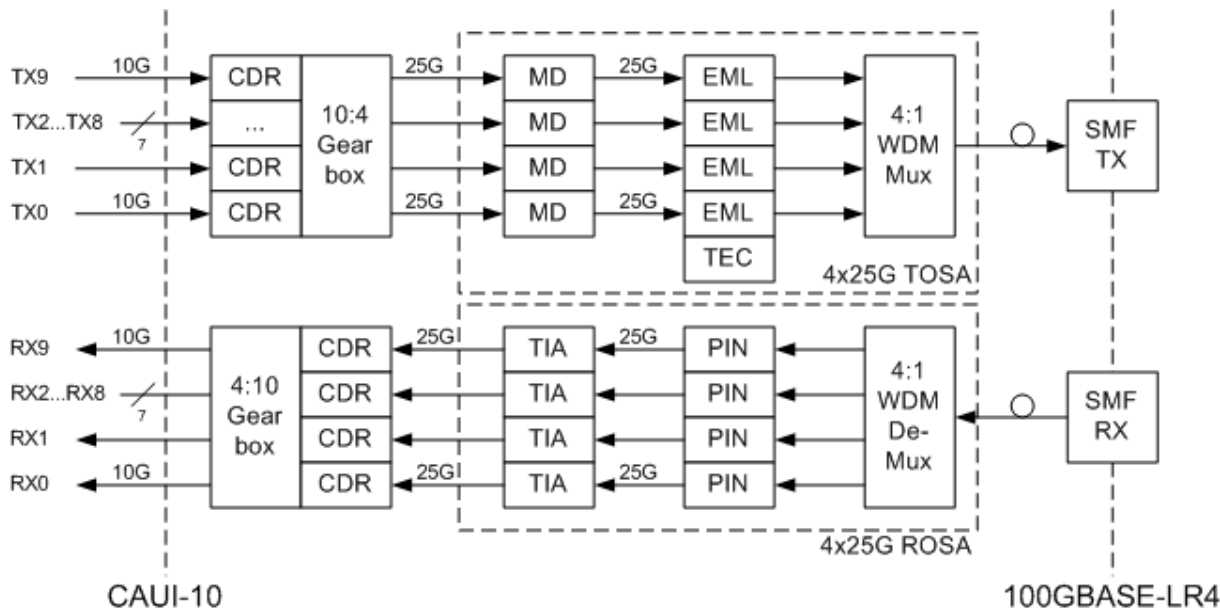 TX9 10G CDR 25G MD 25G EML
TX2...TX8 7 ... MD EML
TX1 CDR MD EML
TX0 10G CDR 25G MD 25G EML
10:4
Gear
box
TEC
4:1
WDM
Mux
SMF
TX
4x25G TOSA
RX9 10G CDR 25G TIA 25G PIN
RX2...RX8 7 CDR TIA PIN
RX1 CDR TIA PIN
RX0 10G CDR 25G TIA 25G PIN
4:10
Gear
box
4:1
WDM
De-
Mux
SMF
RX
4x25G ROSA
CAUI-10
100GBASE-LR4